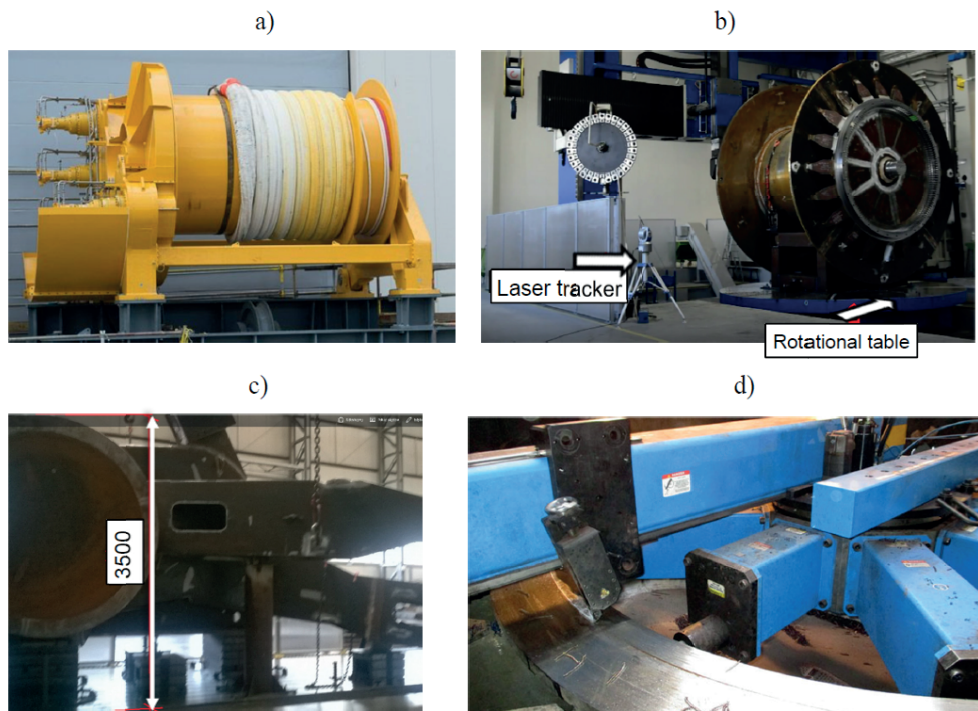 a)
b)
Laser tracker
Rotational table
c)
d)
3500